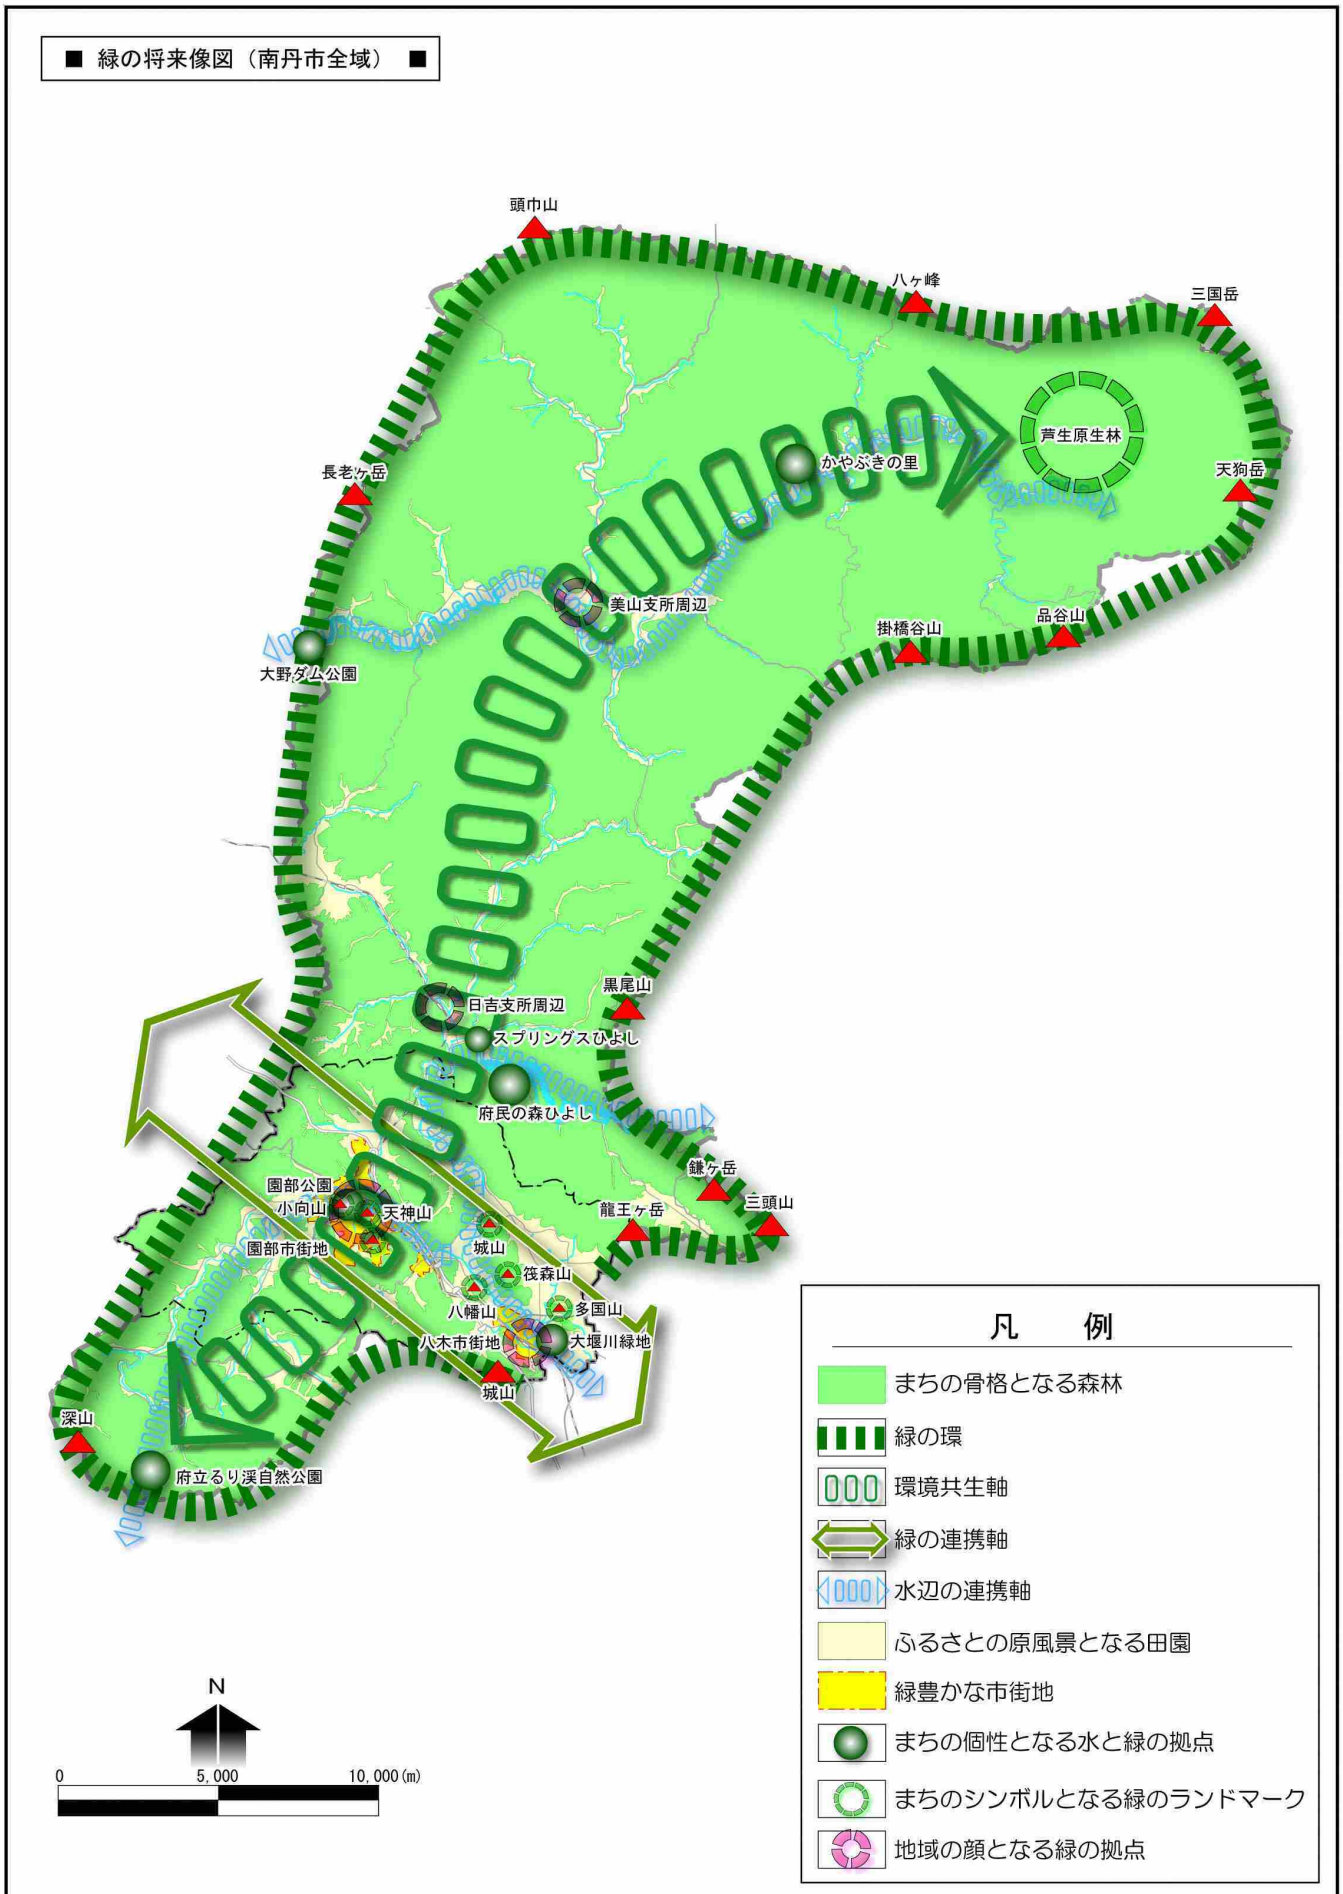 ■ 緑の将来像図（南丹市全域） ■
頭巾山
八ヶ峰
三国岳
芦生原生林
かやぶきの里
長老ヶ岳
天狗岳
美山支所周辺
品谷山
掛橋谷山
大野ダム公園
黒尾山
日吉支所周辺
スプリングスひよし
府民の森ひよし
鎌ヶ岳
園部公園
三頭山
小向山
天神山
龍王ヶ岳
園部市街地
城山
筏森山
八幡山
多国山
八木市街地
大堰川緑地
城山
深山
府立るり渓自然公園
凡 例
まちの骨格となる森林
緑の環
環境共生軸
緑の連携軸
水辺の連携軸
ふるさとの原風景となる田園
緑豊かな市街地
まちの個性となる水と緑の拠点
まちのシンボルとなる緑のランドマーク
地域の顔となる緑の拠点
N
0 5,000 10,000(m)